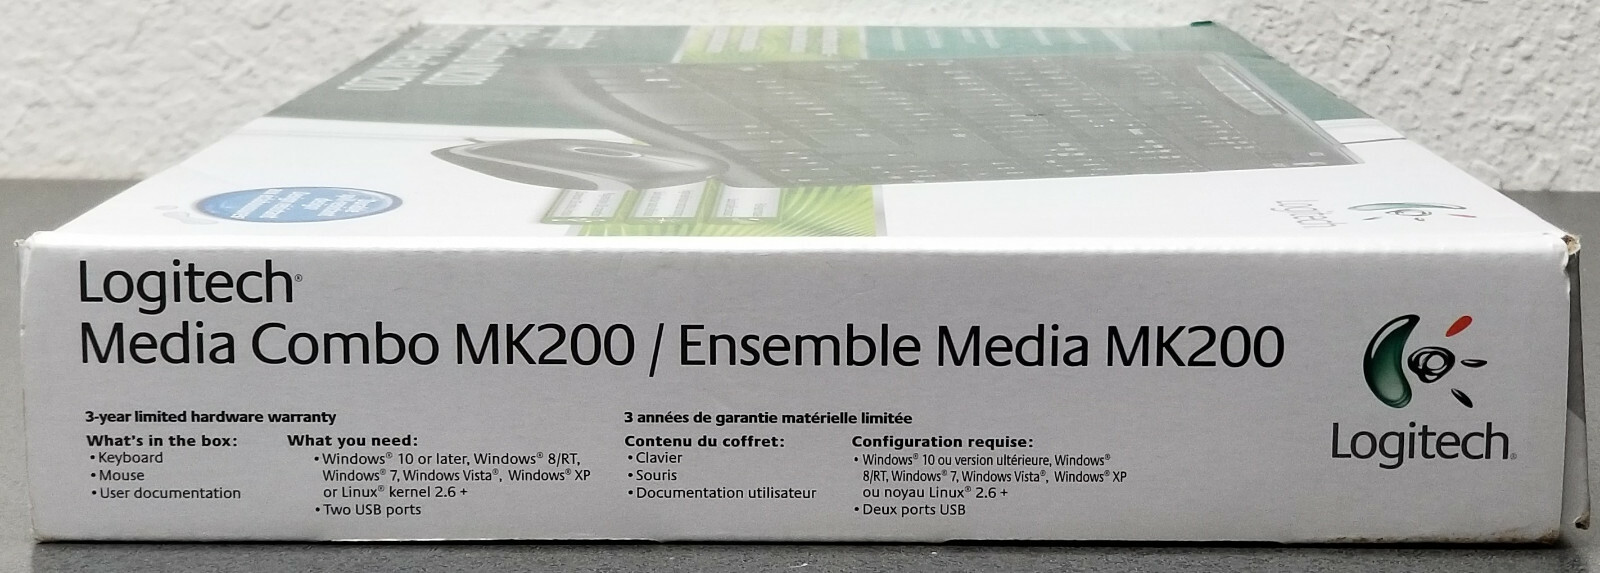 Logitech
Logitech®
Media Combo MK200 / Ensemble Media MK200
3-year limited hardware warranty
What's in the box:
• Keyboard
• Mouse
• User documentation
What you need:
• Windows® 10 or later, Windows® 8/RT,
Windows® 7, Windows Vista®, Windows® XP
or Linux® kernel 2.6 +
• Two USB ports
3 années de garantie matérielle limitée
Contenu du coffret:
• Clavier
• Souris
• Documentation utilisateur
Configuration requise:
• Windows® 10 ou version ultérieure, Windows®
8/RT, Windows® 7, Windows Vista®, Windows® XP
ou noyau Linux® 2.6 +
• Deux ports USB
Logitech®